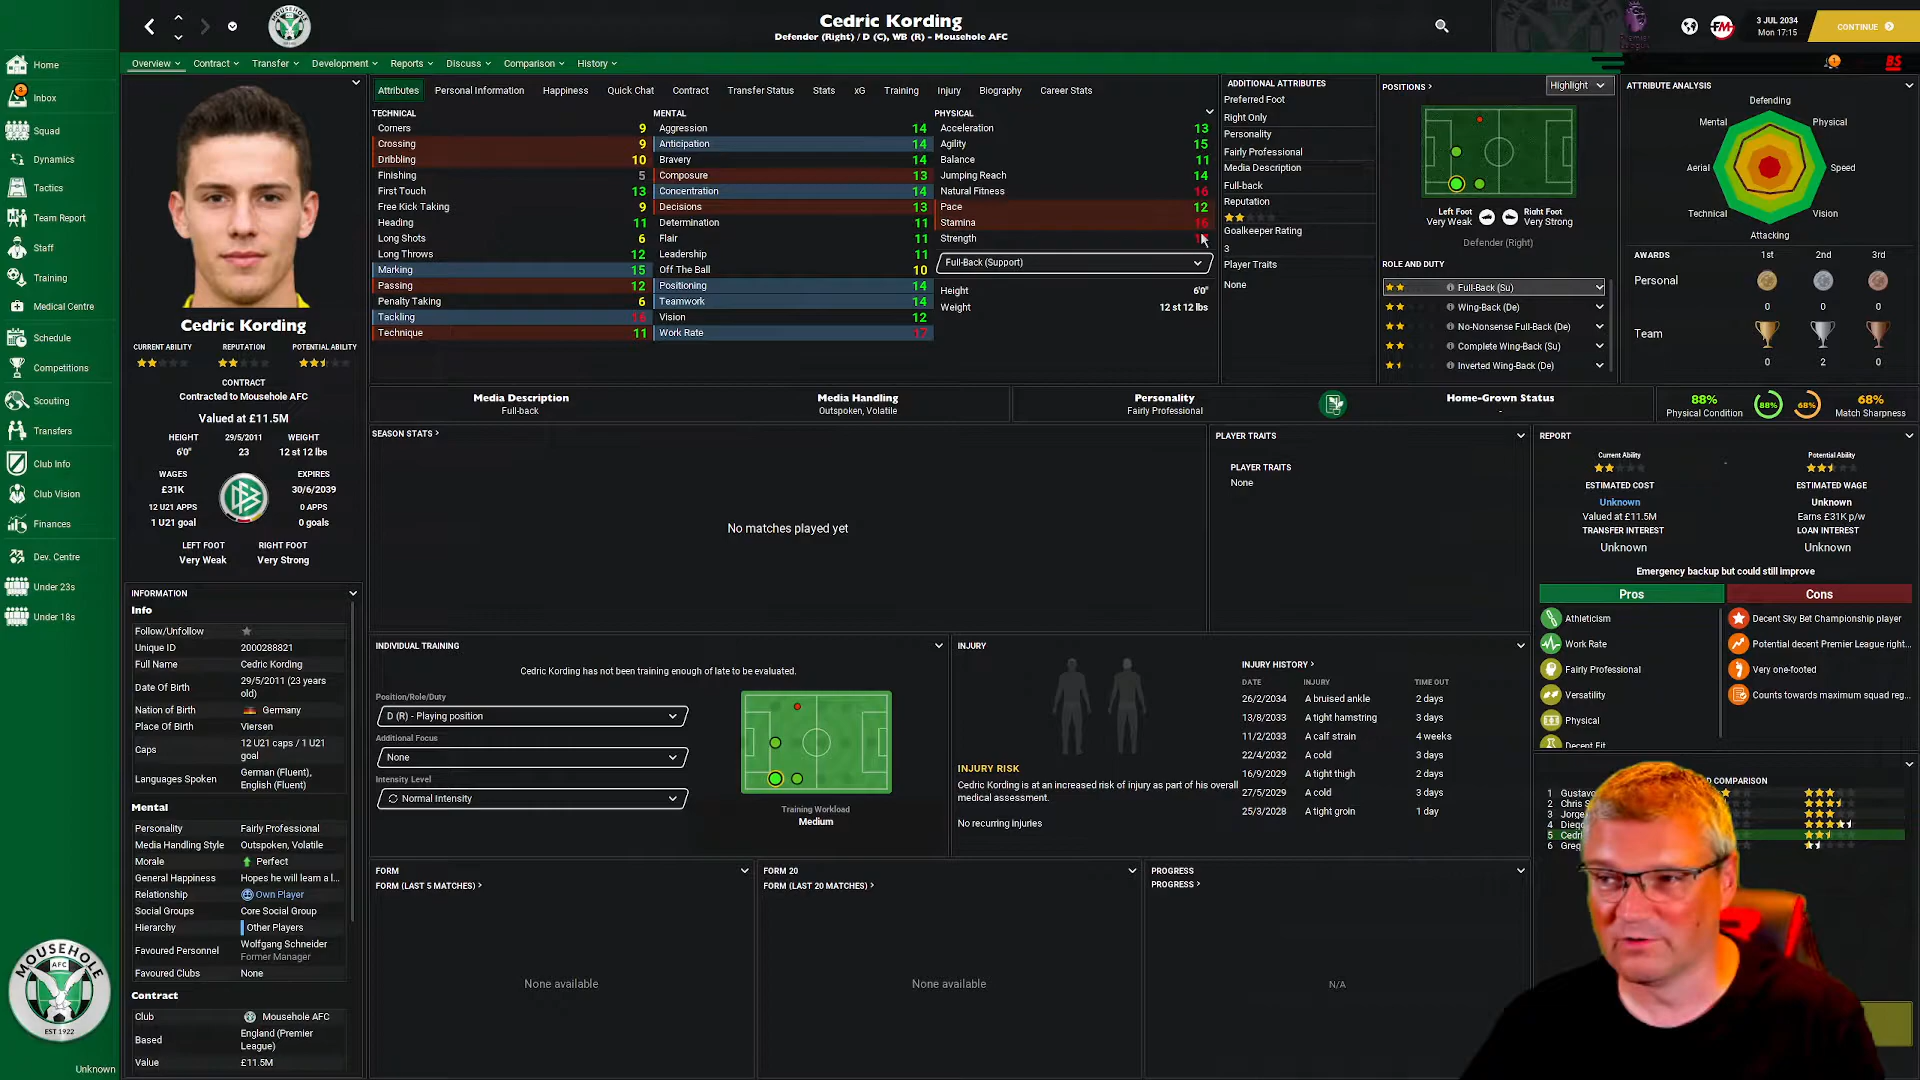 Cedric Kording
Defender (Right) / D (C), WB (R) - Mousehole AFC
3 JUL 2034
Mon 17:15
CONTINUE
Home
Inbox
Squad
Dynamics
Tactics
Team Report
Staff
Training
Medical Centre
Schedule
Competitions
Scouting
Transfers
Club Info
Club Vision
Finances
Dev. Centre
Under 23s
Under 18s
MOUSEHOLE
AFC
EST 1922
Unknown
Overview
Contract
Transfer
Development
Reports
Discuss
Comparison
History
BS
Cedric Kording
CURRENT ABILITY REPUTATION POTENTIAL ABILITY
CONTRACT
Contracted to Mousehole AFC
Valued at £11.5M
HEIGHT 29/5/2011 WEIGHT
6'0" 23 12 st 12 lbs
WAGES EXPIRES
£31K 30/6/2039
12 U21 APPS 0 APPS
1 U21 goal 0 goals
LEFT FOOT RIGHT FOOT
Very Weak Very Strong
INFORMATION
Info
Follow/Unfollow
Unique ID 2000288821
Full Name Cedric Kording
Date Of Birth 29/5/2011 (23 years old)
Nation of Birth Germany
Place Of Birth Viersen
Caps 12 U21 caps / 1 U21 goal
Languages Spoken German (Fluent), English (Fluent)
Mental
Personality Fairly Professional
Media Handling Style Outspoken, Volatile
Morale Perfect
General Happiness Hopes he will learn a l...
Relationship Own Player
Social Groups Core Social Group
Hierarchy Other Players
Favoured Personnel Wolfgang Schneider
Former Manager
Favoured Clubs None
Contract
Club Mousehole AFC
Based England (Premier League)
Value £11.5M
Attributes Personal Information Happiness Quick Chat Contract Transfer Status Stats xG Training Injury Biography Career Stats
TECHNICAL
Corners 9
Crossing 9
Dribbling 10
Finishing 5
First Touch 13
Free Kick Taking 9
Heading 11
Long Shots 6
Long Throws 12
Marking 15
Passing 12
Penalty Taking 6
Tackling 16
Technique 11
MENTAL
Aggression 14
Anticipation 14
Bravery 14
Composure 13
Concentration 14
Decisions 13
Determination 11
Flair 11
Leadership 11
Off The Ball 10
Positioning 14
Teamwork 14
Vision 12
Work Rate 17
PHYSICAL
Acceleration 13
Agility 15
Balance 11
Jumping Reach 14
Natural Fitness 16
Pace 12
Stamina 16
Strength
Full-Back (Support)
Height 6'0"
Weight 12 st 12 lbs
ADDITIONAL ATTRIBUTES
Preferred Foot
Right Only
Personality
Fairly Professional
Media Description
Full-back
Reputation
Goalkeeper Rating
3
Player Traits
None
POSITIONS >
Highlight
Left Foot Right Foot
Very Weak Very Strong
Defender (Right)
ROLE AND DUTY
Full-Back (Su)
Wing-Back (De)
No-Nonsense Full-Back (De)
Complete Wing-Back (Su)
Inverted Wing-Back (De)
ATTRIBUTE ANALYSIS
Defending
Mental Physical
Aerial Speed
Technical Vision
Attacking
AWARDS 1st 2nd 3rd
Personal
0 0 0
Team
0 2 0
Media Description
Full-back
Media Handling
Outspoken, Volatile
Personality
Fairly Professional
Home-Grown Status
-
88%
Physical Condition
88%
68%
68%
Match Sharpness
SEASON STATS >
No matches played yet
PLAYER TRAITS
PLAYER TRAITS
None
REPORT
Current Ability Potential Ability
ESTIMATED COST ESTIMATED WAGE
Unknown Unknown
Valued at £11.5M Earns £31K p/w
TRANSFER INTEREST LOAN INTEREST
Unknown Unknown
Emergency backup but could still improve
Pros Cons
Athleticism
Work Rate
Fairly Professional
Versatility
Physical
Decent Fit
Decent Sky Bet Championship player
Potential decent Premier League right...
Very one-footed
Counts towards maximum squad reg...
INDIVIDUAL TRAINING
Cedric Kording has not been training enough of late to be evaluated.
Position/Role/Duty
D (R) - Playing position
Additional Focus
None
Intensity Level
Normal Intensity
Training Workload
Medium
INJURY
INJURY RISK
Cedric Kording is at an increased risk of injury as part of his overall
medical assessment.
No recurring injuries
INJURY HISTORY >
DATE INJURY TIME OUT
26/2/2034 A bruised ankle 2 days
13/8/2033 A tight hamstring 3 days
11/2/2033 A calf strain 4 weeks
22/4/2032 A cold 3 days
16/9/2029 A tight thigh 2 days
27/5/2029 A cold 3 days
25/3/2028 A tight groin 1 day
COMPARISON
1 Gustavo
2 Chris S
3 Jorge
4 Diego
5 Cedri
6 Greg
FORM
FORM (LAST 5 MATCHES) >
None available
FORM 20
FORM (LAST 20 MATCHES) >
None available
PROGRESS
PROGRESS >
N/A